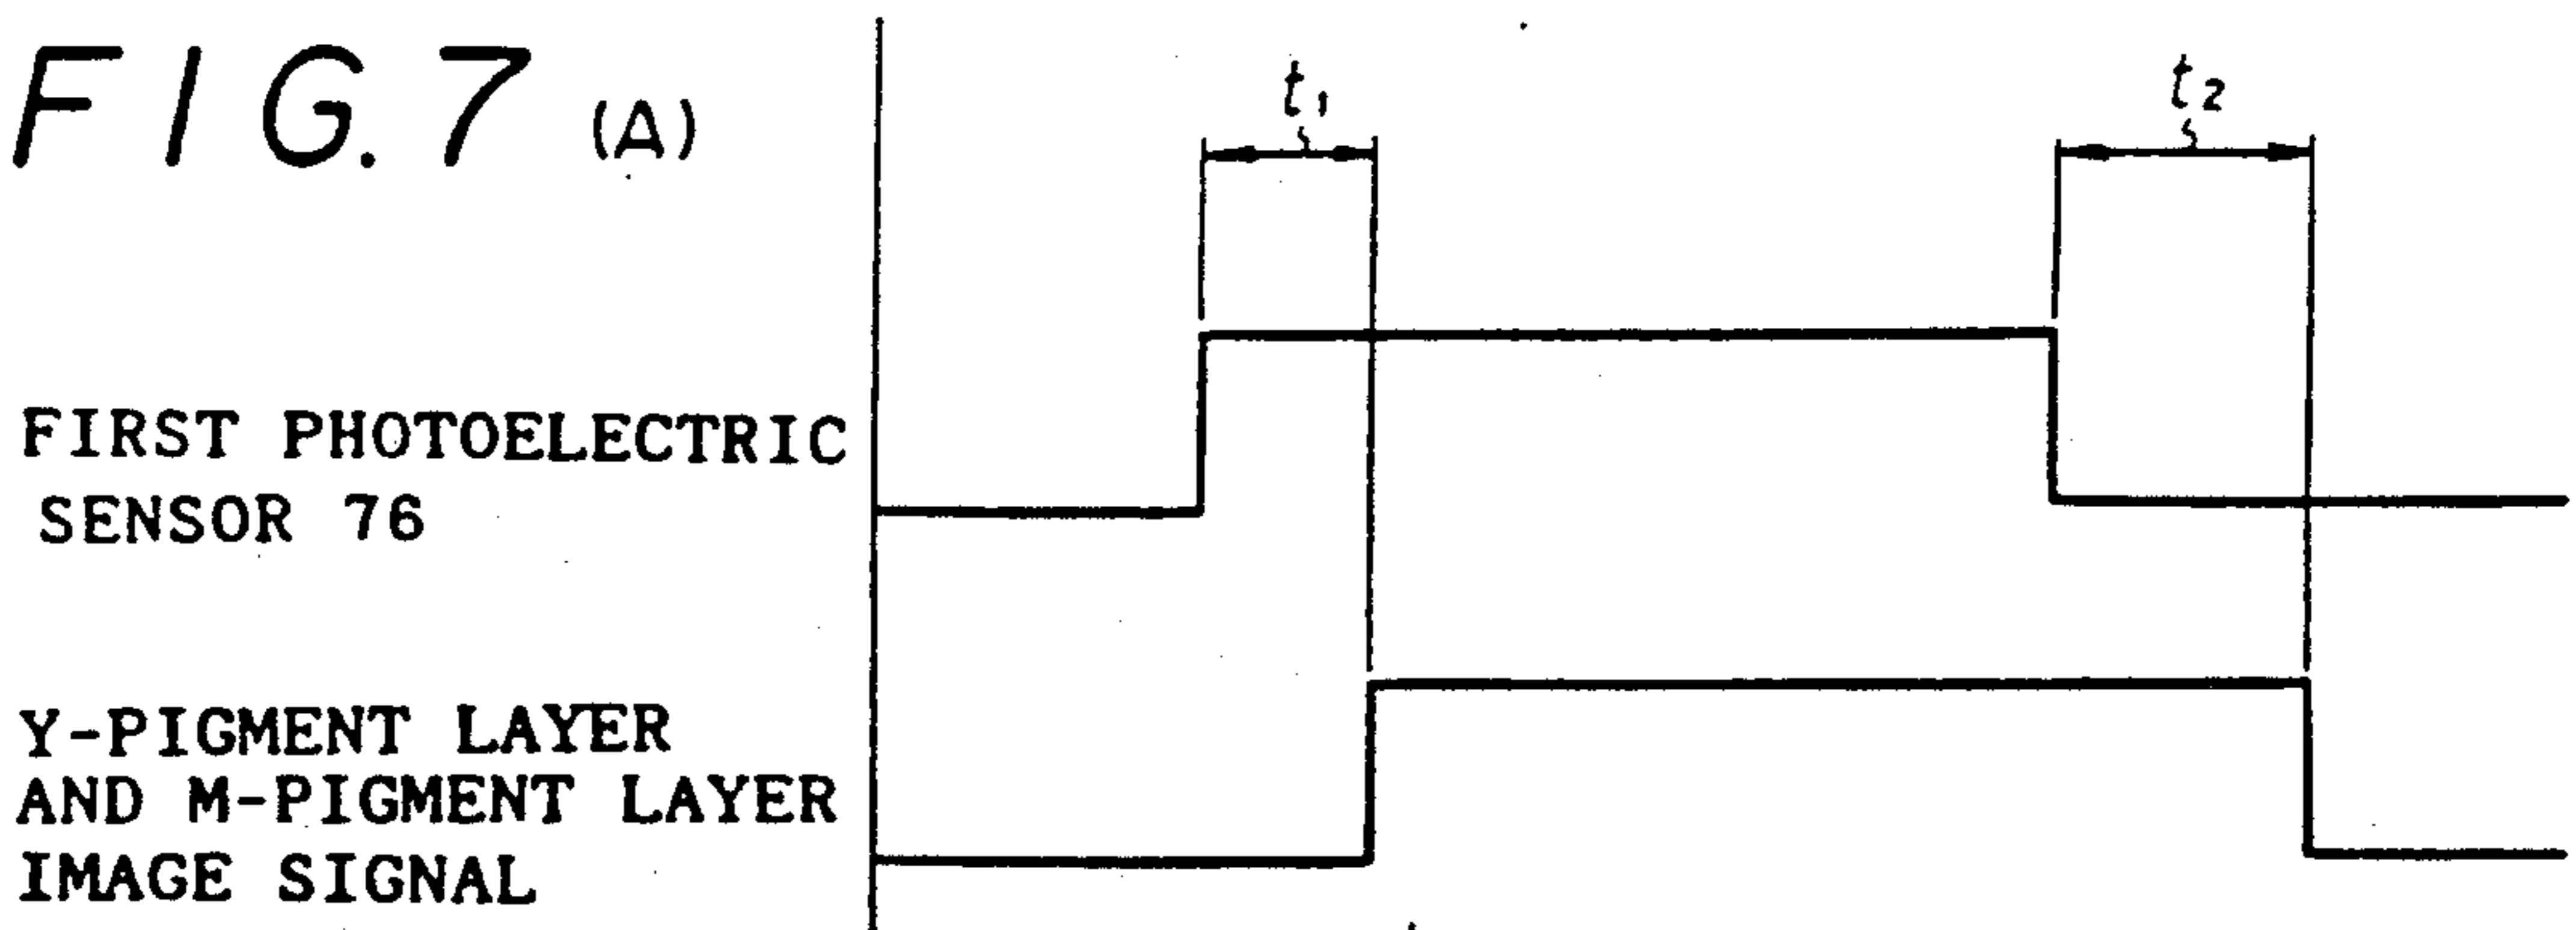 FIG. 7 (A)
t1
t2
FIRST PHOTOELECTRIC
SENSOR 76
Y-PIGMENT LAYER
AND M-PIGMENT LAYER
IMAGE SIGNAL